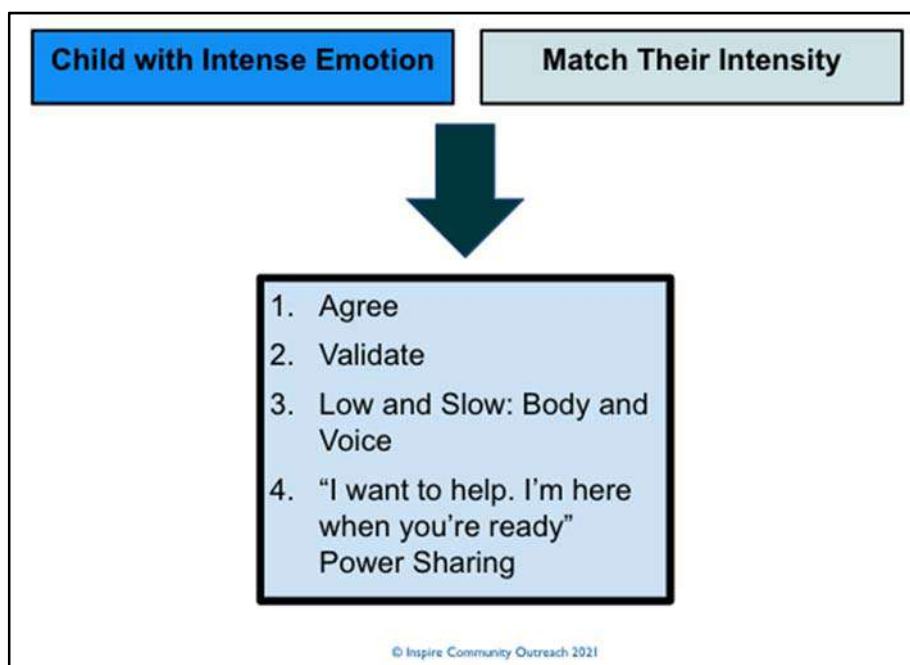 Child with Intense Emotion
Match Their Intensity
1. Agree
2. Validate
3. Low and Slow: Body and
Voice
4. “I want to help. I’m here
when you’re ready”
Power Sharing
© Inspire Community Outreach 2021